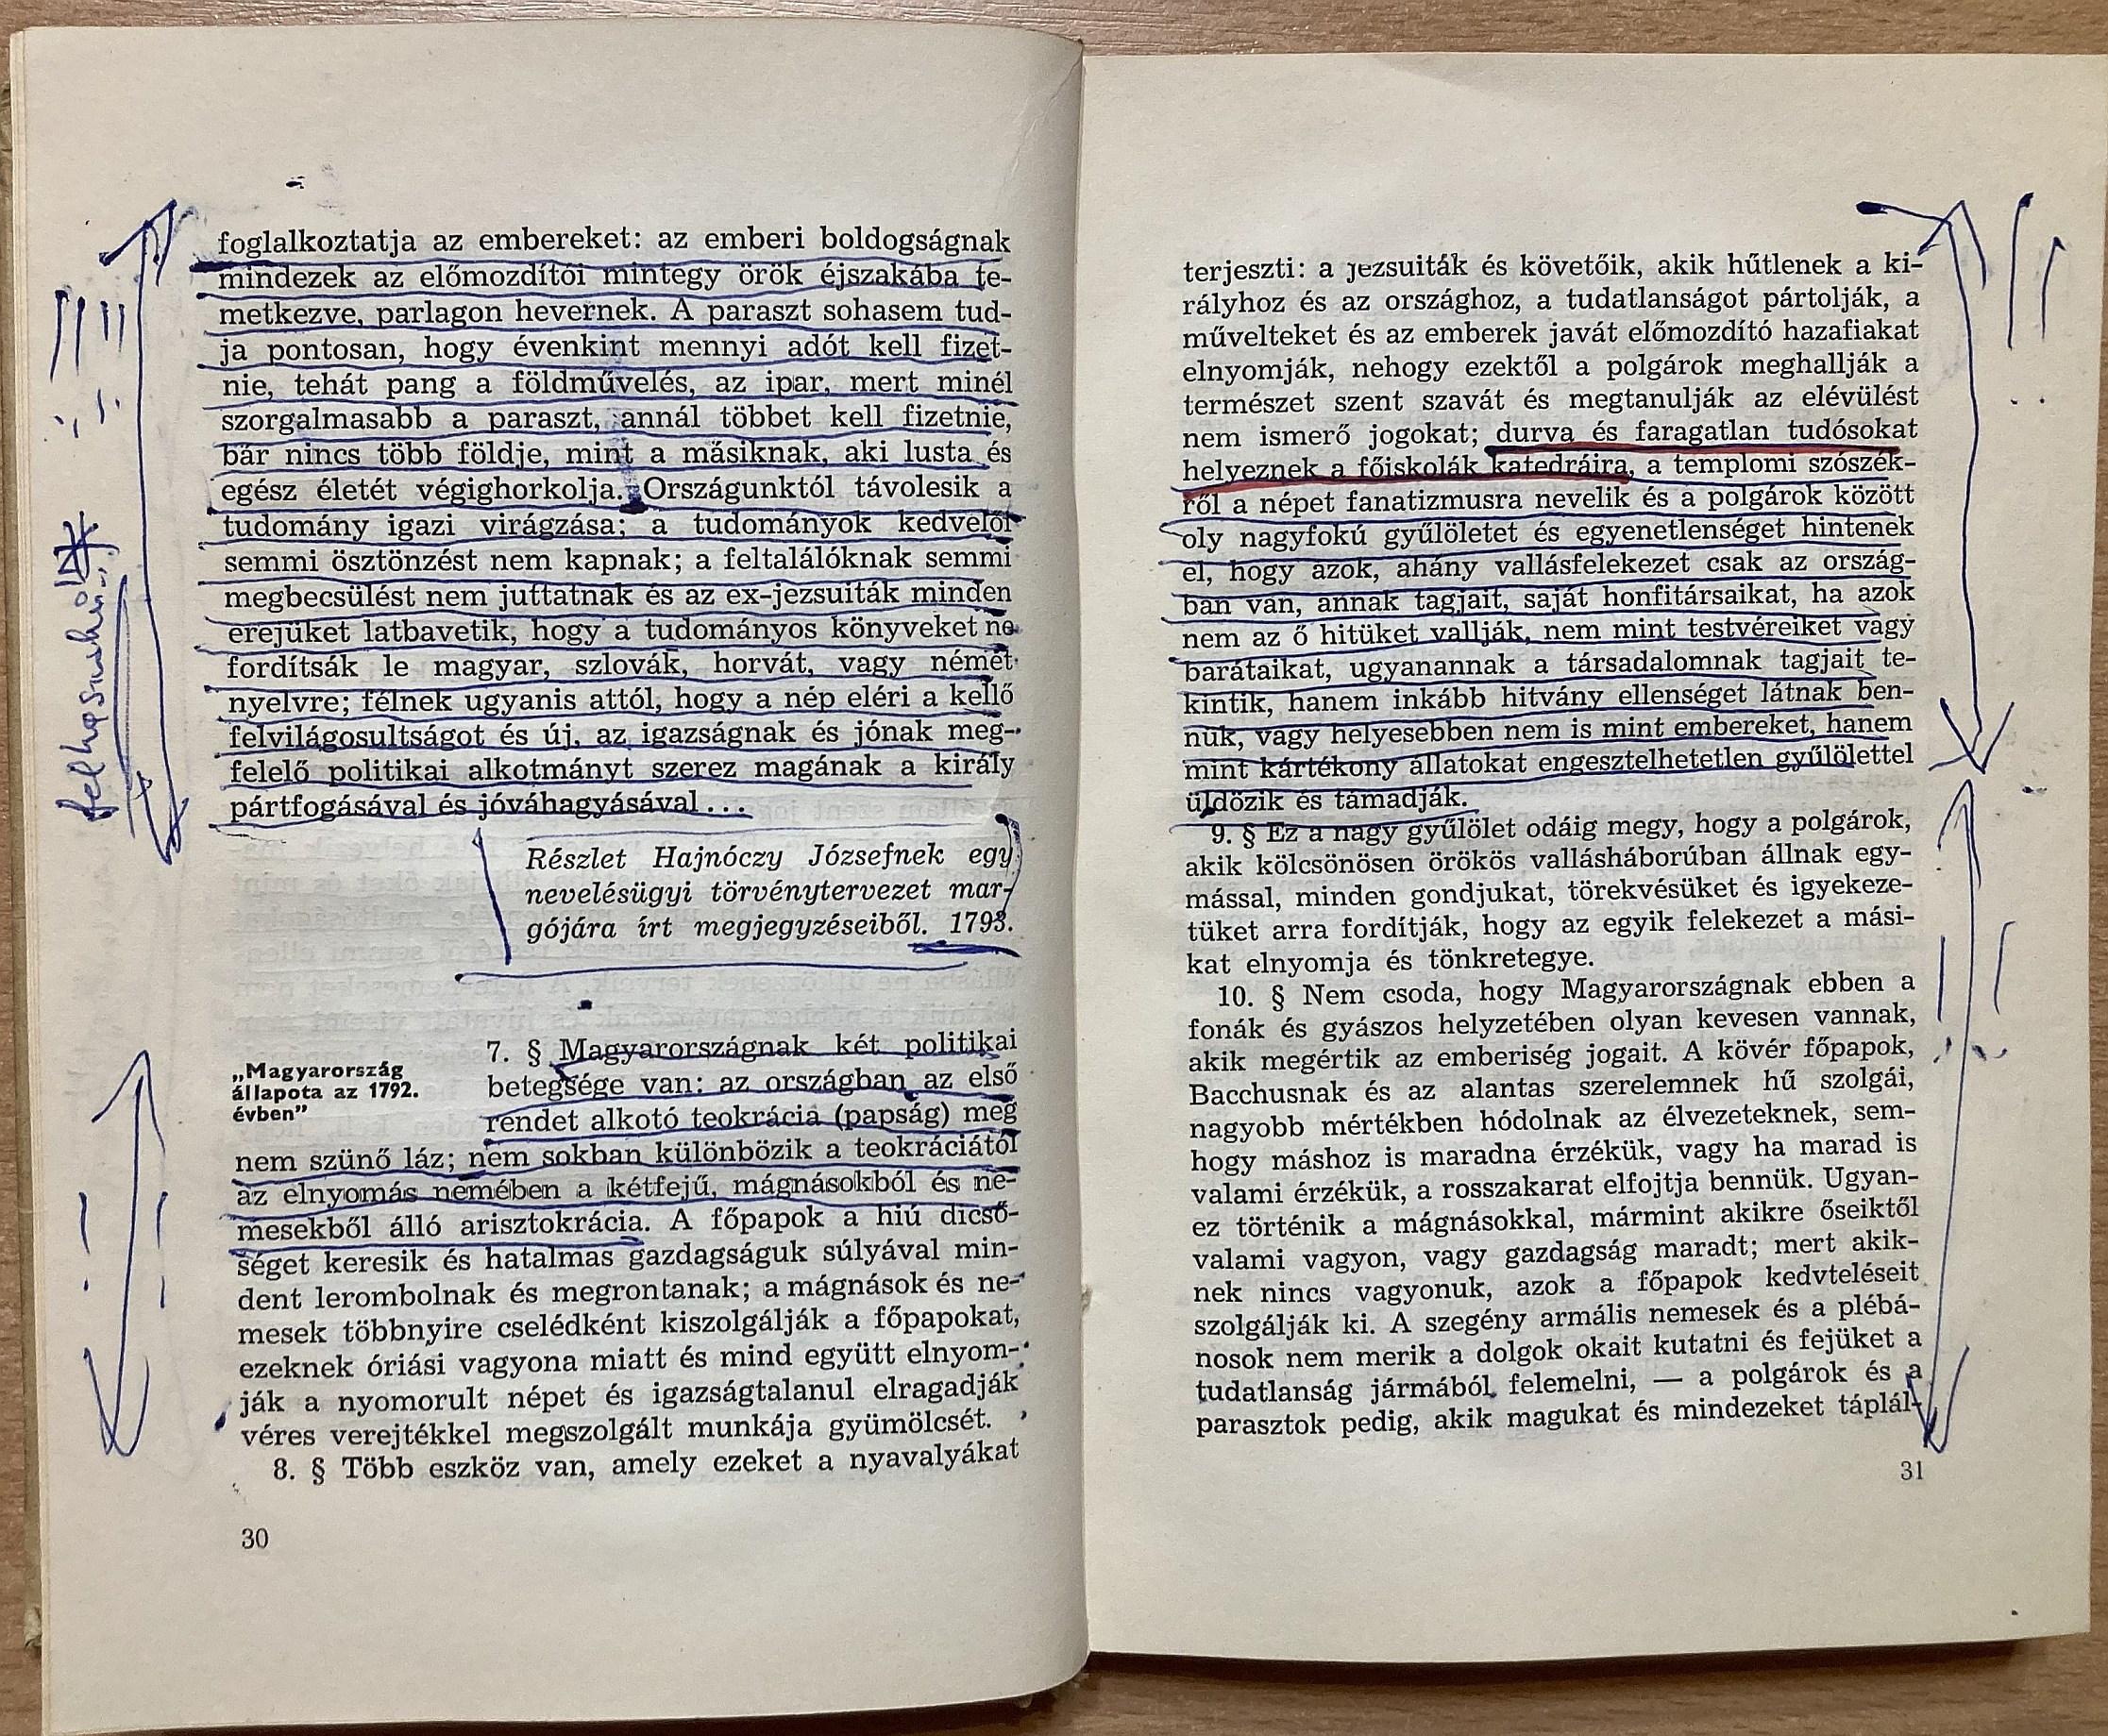 foglalkoztatja az embereket: az emberi boldogságnak
mindezek az előmozdítói mintegy örök éjszakába te-
metkezve, parlagon hevernek. A paraszt sohasem tud-
ja pontosan, hogy évenkint mennyi adót kell fizet-
nie, tehát pang a földművelés, az ipar, mert minél
szorgalmasabb a paraszt, annál többet kell fizetnie,
bár nincs több földje, mint a másiknak, aki lusta és
egész életét végighorkolja. Országunktól távolesik a
tudomány igazi virágzása; a tudományok kedvelői
semmi ösztönzést nem kapnak; a feltalálóknak semmi
megbecsülést nem juttatnak és az ex-jezsuiták minden
erejüket latbavetik, hogy a tudományos könyveket ne
fordítsák le magyar, szlovák, horvát, vagy német
nyelvre; félnek ugyanis attól, hogy a nép eléri a kellő
felvilágosultságot és új, az igazságnak és jónak meg-
felelő politikai alkotmányt szerez magának a király
pártfogásával és jóváhagyásával...
Részlet Hajnóczy Józsefnek egy
nevelésügyi törvénytervezet mar-
gójára írt megjegyzéseiből. 1793.
„Magyarország
állapota az 1792.
évben”
7. § Magyarországnak két politikai
betegsége van: az országban az első
rendet alkotó teokrácia (papság) meg
nem szünő láz; nem sokban különbözik a teokráciától
az elnyomás nemében a kétfejű, mágnásokból és ne-
mesekből álló arisztokrácia. A főpapok a hiú dicső-
séget keresik és hatalmas gazdagságuk súlyával min-
dent lerombolnak és megrontanak; a mágnások és ne-
mesek többnyire cselédként kiszolgálják a főpapokat,
ezeknek óriási vagyona miatt és mind együtt elnyom-
ják a nyomorult népet és igazságtalanul elragadják
véres verejtékkel megszolgált munkája gyümölcsét.
8. § Több eszköz van, amely ezeket a nyavalyákat
30
terjeszti: a jezsuiták és követőik, akik hűtlenek a ki-
rályhoz és az országhoz, a tudatlanságot pártolják, a
művelteket és az emberek javát előmozdító hazafiakat
elnyomják, nehogy ezektől a polgárok meghallják a
természet szent szavát és megtanulják az elévülést
nem ismerő jogokat; durva és faragatlan tudósokat
helyeznek a főiskolák katedráira, a templomi szószék-
ről a népet fanatizmusra nevelik és a polgárok között
oly nagyfokú gyűlöletet és egyenetlenséget hintenek
el, hogy azok, ahány vallásfelekezet csak az ország-
ban van, annak tagjait, saját honfitársaikat, ha azok
nem az ő hitüket vallják, nem mint testvéreiket vagy
barátaikat, ugyanannak a társadalomnak tagjait te-
kintik, hanem inkább hitvány ellenséget látnak ben-
nük, vagy helyesebben nem is mint embereket, hanem
mint kártékony állatokat engesztelhetetlen gyűlölettel
üldözik és támadják.
9. § Ez a nagy gyűlölet odáig megy, hogy a polgárok,
akik kölcsönösen örökös vallásháborúban állnak egy-
mással, minden gondjukat, törekvésüket és igyekeze-
tüket arra fordítják, hogy az egyik felekezet a mási-
kat elnyomja és tönkretegye.
10. § Nem csoda, hogy Magyarországnak ebben a
fonák és gyászos helyzetében olyan kevesen vannak,
akik megértik az emberiség jogait. A kövér főpapok,
Bacchusnak és az alantas szerelemnek hű szolgái,
nagyobb mértékben hódolnak az élvezeteknek, sem-
hogy máshoz is maradna érzékük, vagy ha marad is
valami érzékük, a rosszakarat elfojtja bennük. Ugyan-
ez történik a mágnásokkal, mármint akikre őseiktől
valami vagyon, vagy gazdagság maradt; mert akik-
nek nincs vagyonuk, azok a főpapok kedvteléseit
szolgálják ki. A szegény armális nemesek és a plébá-
nosok nem merik a dolgok okait kutatni és fejüket a
tudatlanság jármából felemelni, — a polgárok és a
parasztok pedig, akik magukat és mindezeket táplál-
31